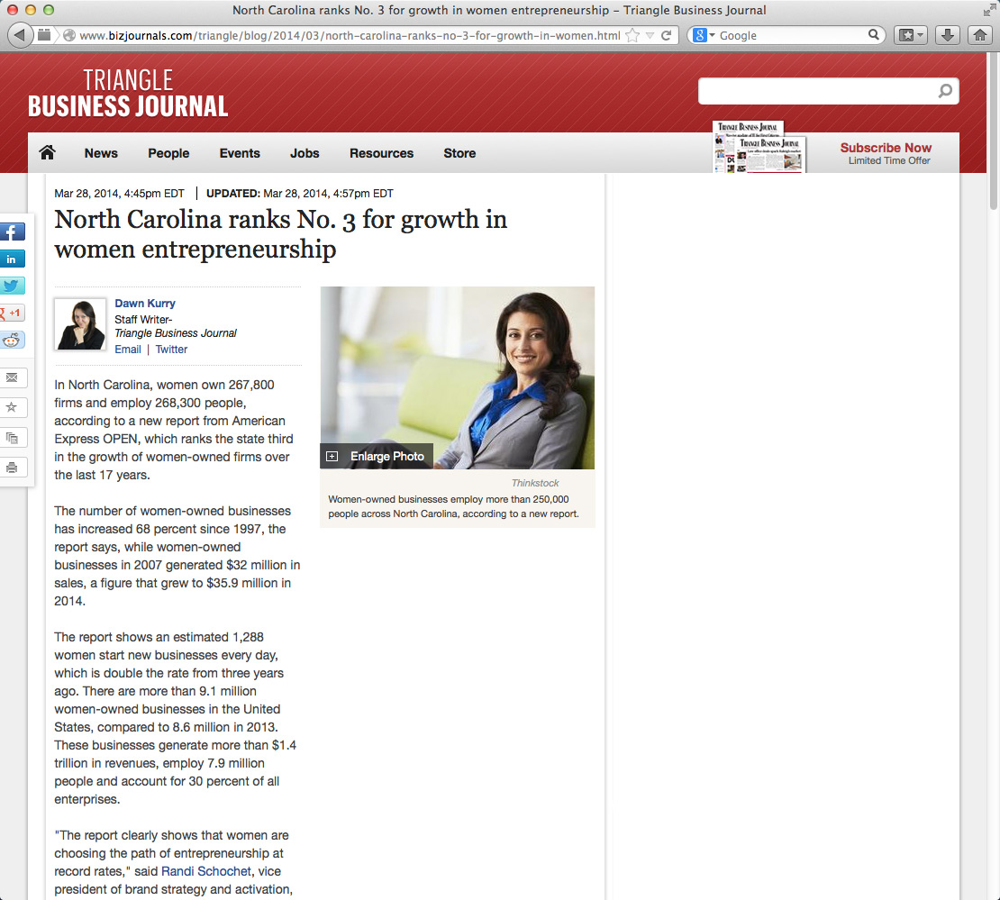 North Carolina ranks No. 3 for growth in women entrepreneurship – Triangle Business Journal
www.bizjournals.com/triangle/blog/2014/03/north-carolina-ranks-no-3-for-growth-in-women.html
Google
TRIANGLE
BUSINESS JOURNAL
News People Events Jobs Resources Store
TRIANGLE BUSINESS JOURNAL
TRIANGLE BUSINESS JOURNAL
Subscribe Now
Limited Time Offer
Mar 28, 2014, 4:45pm EDT | UPDATED: Mar 28, 2014, 4:57pm EDT
North Carolina ranks No. 3 for growth in
women entrepreneurship
in
+1
Dawn Kurry
Staff Writer-
Triangle Business Journal
Email | Twitter
In North Carolina, women own 267,800
firms and employ 268,300 people,
according to a new report from American
Express OPEN, which ranks the state third
in the growth of women-owned firms over
the last 17 years.
The number of women-owned businesses
has increased 68 percent since 1997, the
report says, while women-owned
businesses in 2007 generated $32 million in
sales, a figure that grew to $35.9 million in
2014.
The report shows an estimated 1,288
women start new businesses every day,
which is double the rate from three years
ago. There are more than 9.1 million
women-owned businesses in the United
States, compared to 8.6 million in 2013.
These businesses generate more than $1.4
trillion in revenues, employ 7.9 million
people and account for 30 percent of all
enterprises.
"The report clearly shows that women are
choosing the path of entrepreneurship at
record rates," said Randi Schochet, vice
president of brand strategy and activation,
Enlarge Photo
Thinkstock
Women-owned businesses employ more than 250,000
people across North Carolina, according to a new report.